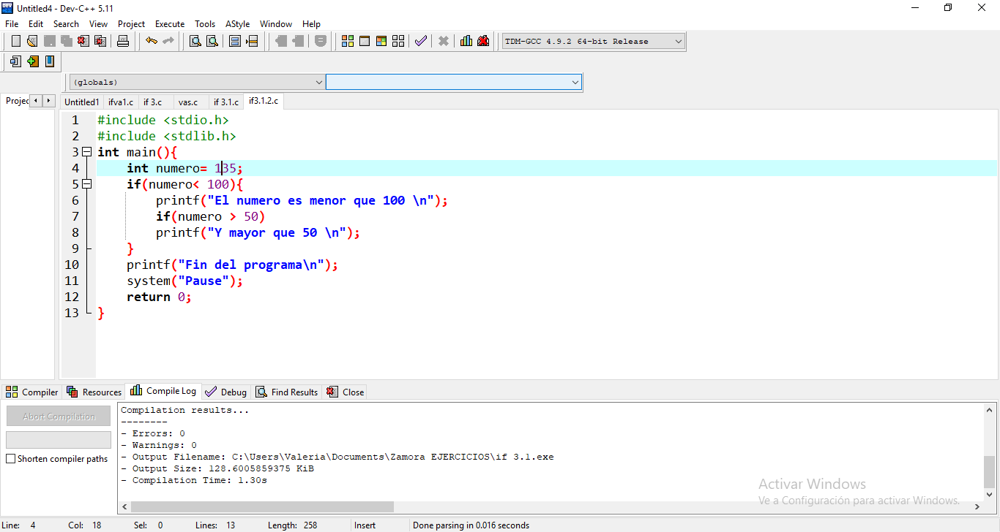 Untitled4 - Dev-C++ 5.11
File Edit Search View Project Execute Tools AStyle Window Help
TDM-GCC 4.9.2 64-bit Release
(globals)
Projec Untitled1 ifva1.c if 3.c vas.c if 3.1.c if3.1.2.c
1 #include <stdio.h>
2 #include <stdlib.h>
3 int main(){
4 int numero= 135;
5 if(numero< 100){
6 printf("El numero es menor que 100 \n");
7 if(numero > 50)
8 printf("Y mayor que 50 \n");
9 }
10 printf("Fin del programa\n");
11 system("Pause");
12 return 0;
13 }
Compiler Resources Compile Log Debug Find Results Close
Abort Compilation
Shorten compiler paths
Compilation results...
--------
- Errors: 0
- Warnings: 0
- Output Filename: C:\Users\Valeria\Documents\Zamora EJERCICIOS\if 3.1.exe
- Output Size: 128.6005859375 KiB
- Compilation Time: 1.30s
Activar Windows
Ve a Configuración para activar Windows.
Line: 4 Col: 18 Sel: 0 Lines: 13 Length: 258 Insert Done parsing in 0.016 seconds